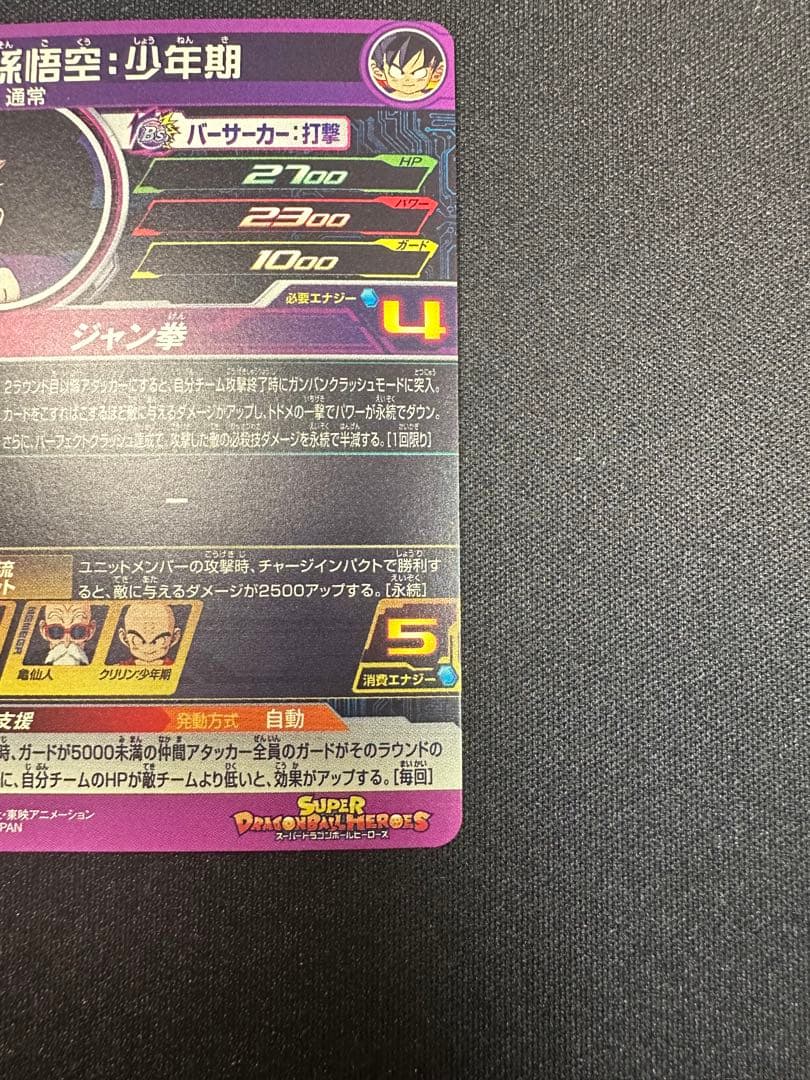 孫悟空:少年期
通常
Bs バーサーカー:打撃
HP
2700
パワー
2300
ガード
1000
必要エナジー 4
ジャン拳
2ラウンド目以降アタッカーにすると、自分チーム攻撃終了時にガンバンクラッシュモードに突入。
カードをこすればこするほど敵に与えるダメージがアップし、トドメの一撃でパワーが永続でダウン。
さらに、パーフェクトクラッシュ達成で、攻撃した敵の必殺技ダメージを永続で半減する。[1回限り]
ー
流
ット
ユニットメンバーの攻撃時、チャージインパクトで勝利す
ると、敵に与えるダメージが2500アップする。[永続]
MEMBER
亀仙人
クリリン:少年期
5
消費エナジー
支援 発動方式 自動
時、ガードが5000未満の仲間アタッカー全員のガードがそのラウンドの
に、自分チームのHPが敵チームより低いと、効果がアップする。[毎回]
・東映アニメーション
PAN
SUPER
DRAGONBALL HEROES
スーパードラゴンボールヒーローズ